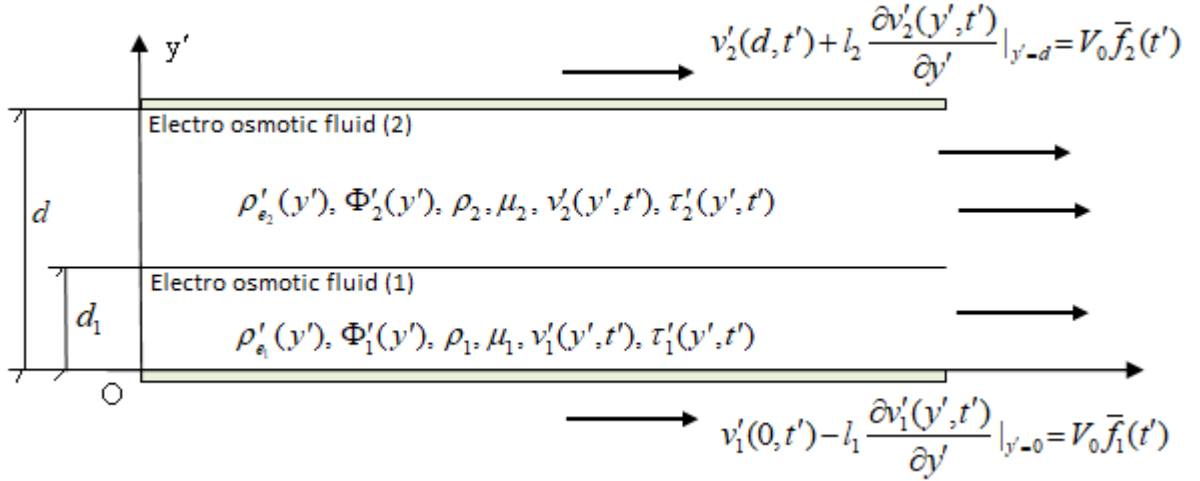 v′₂(d,t′)+l₂ ∂v′₂(y′,t′)/∂y′ |y′=d = V₀ f̄₂(t′)
y′
Electro osmotic fluid (2)
ρ′ₑ₂(y′), Φ′₂(y′), ρ₂, μ₂, v′₂(y′,t′), τ′₂(y′,t′)
d
Electro osmotic fluid (1)
d₁
ρ′ₑ₁(y′), Φ′₁(y′), ρ₁, μ₁, v′₁(y′,t′), τ′₁(y′,t′)
O
v′₁(0,t′)−l₁ ∂v′₁(y′,t′)/∂y′ |y′=0 = V₀ f̄₁(t′)